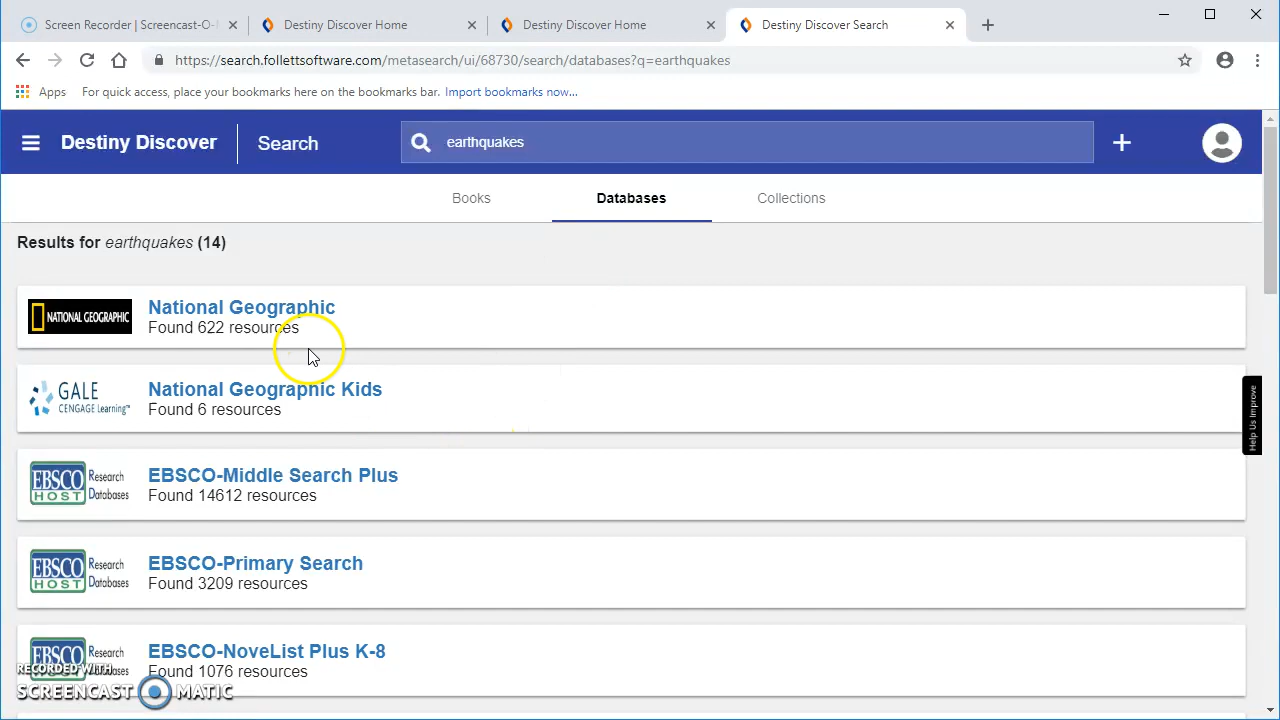 Screen Recorder | Screencast-O-
Destiny Discover Home
Destiny Discover Home
Destiny Discover Search
https://search.follettsoftware.com/metasearch/ui/68730/search/databases?q=earthquakes
Apps For quick access, place your bookmarks here on the bookmarks bar. Import bookmarks now...
Destiny Discover Search
earthquakes
Books Databases Collections
Results for earthquakes (14)
NATIONAL GEOGRAPHIC
National Geographic
Found 622 resources
GALE
CENGAGE Learning™
National Geographic Kids
Found 6 resources
Help Us Improve
EBSCO
HOST
Research
Databases
EBSCO-Middle Search Plus
Found 14612 resources
EBSCO
HOST
Research
Databases
EBSCO-Primary Search
Found 3209 resources
EBSCO
Research
Databases
EBSCO-NoveList Plus K-8
Found 1076 resources
RECORDED WITH
SCREENCAST MATIC